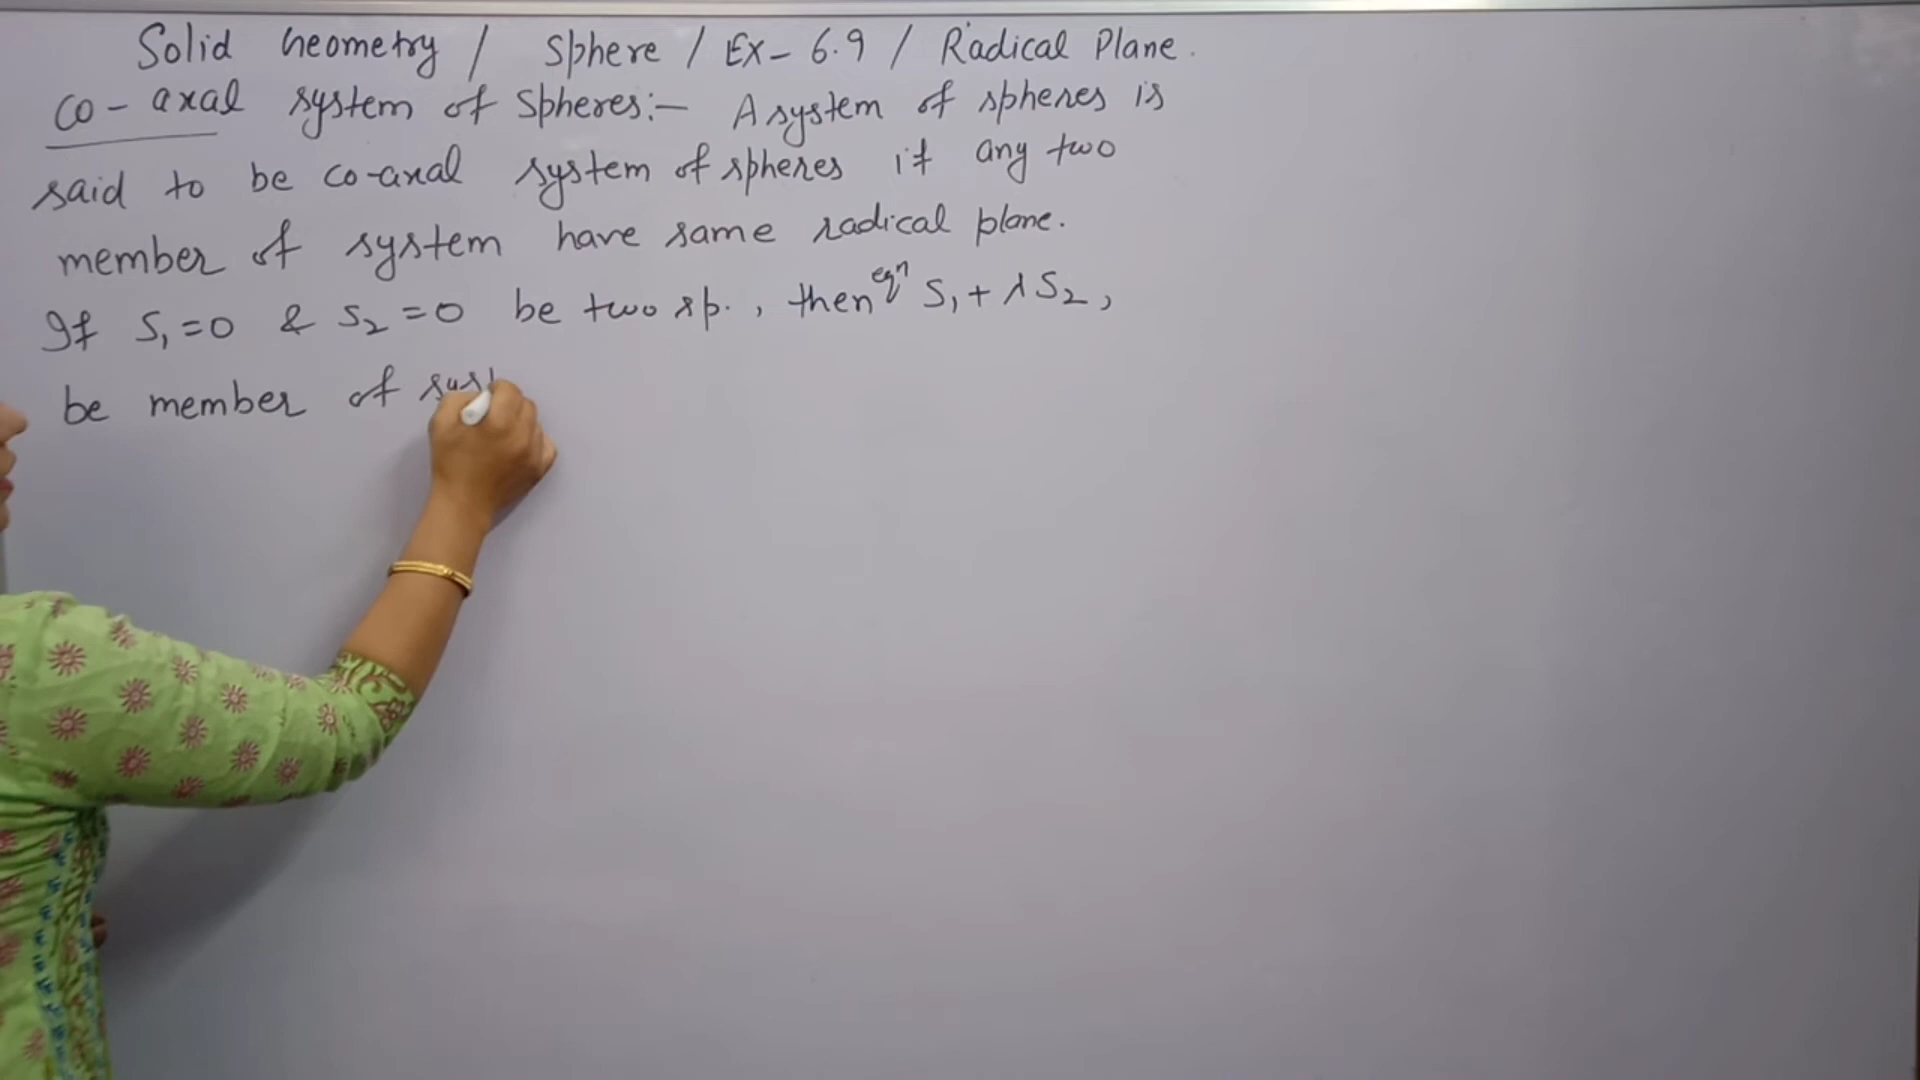 Solid Geometry / Sphere / Ex- 6.9 / Radical Plane.
Co-axal system of Spheres:- A system of spheres is
said to be co-axal system of spheres if any two
member of system have same radical plane.
If S₁=0 & S₂=0 be two sp., then eqⁿ S₁+λS₂,
be member of syst